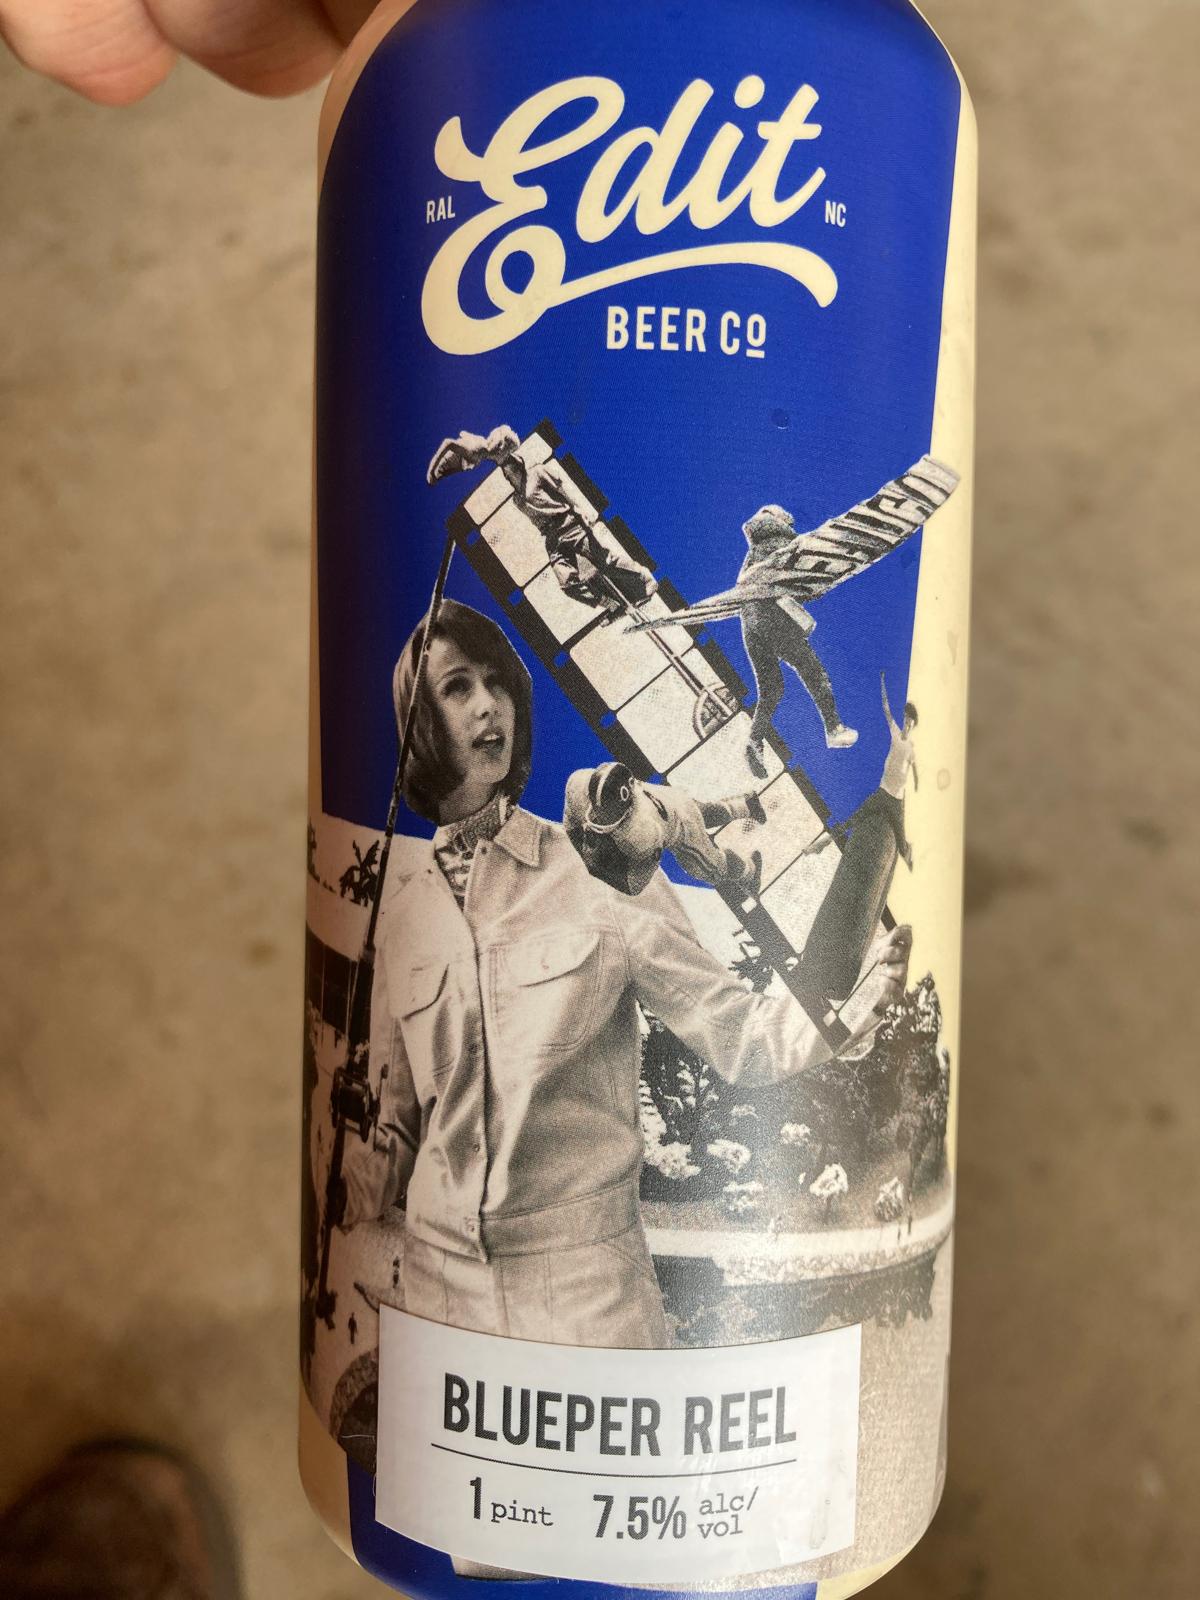 Edit
RAL NC
BEER Co
BLUEPER REEL
1 pint 7.5% alc/
vol